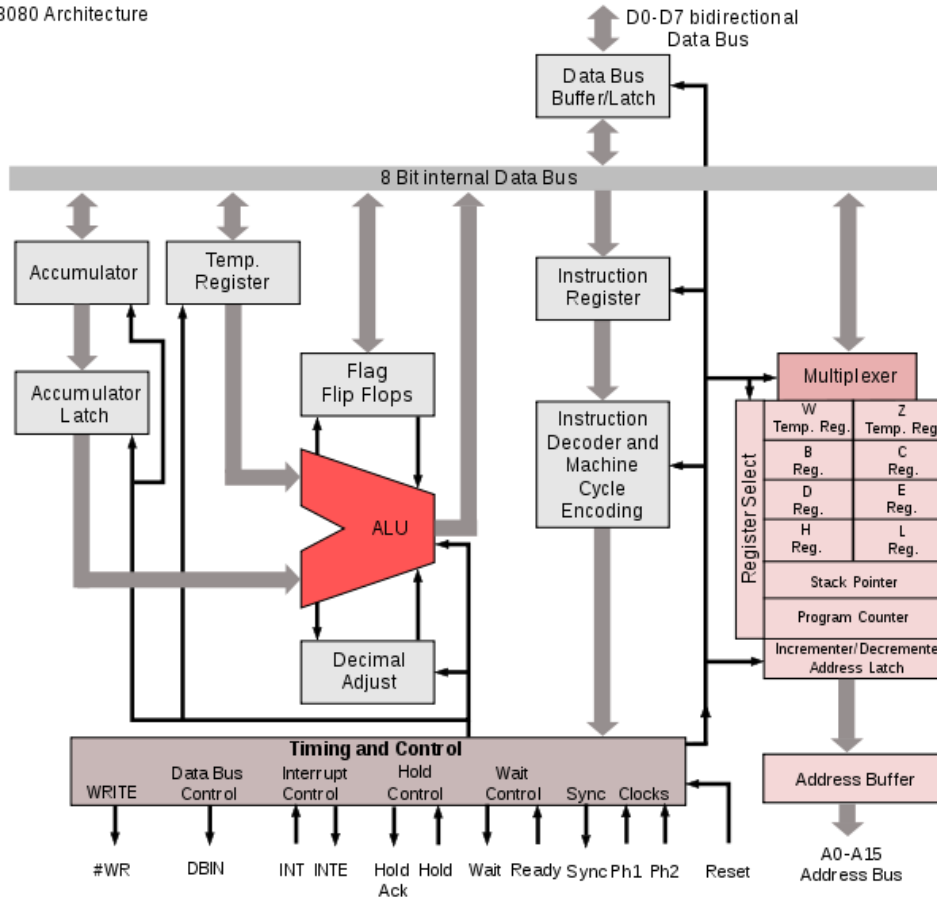 8080 Architecture
D0-D7 bidirectional
Data Bus
Data Bus
Buffer/Latch
8 Bit internal Data Bus
Accumulator
Temp.
Register
Instruction
Register
Flag
Flip Flops
Multiplexer
Accumulator
Latch
Instruction
Decoder and
Machine
Cycle
Encoding
Register Select
W
Temp. Reg.
Z
Temp. Reg
B
Reg.
C
Reg.
D
Reg.
E
Reg.
H
Reg.
L
Reg.
ALU
Stack Pointer
Program Counter
Incrementer/Decremente
Address Latch
Decimal
Adjust
Timing and Control
WRITE
Data Bus
Control
Interrupt
Control
Hold
Control
Wait
Control
Sync
Clocks
Address Buffer
#WR
DBIN
INT
INTE
Hold
Ack
Hold
Wait
Ready
Sync
Ph1
Ph2
Reset
A0-A15
Address Bus